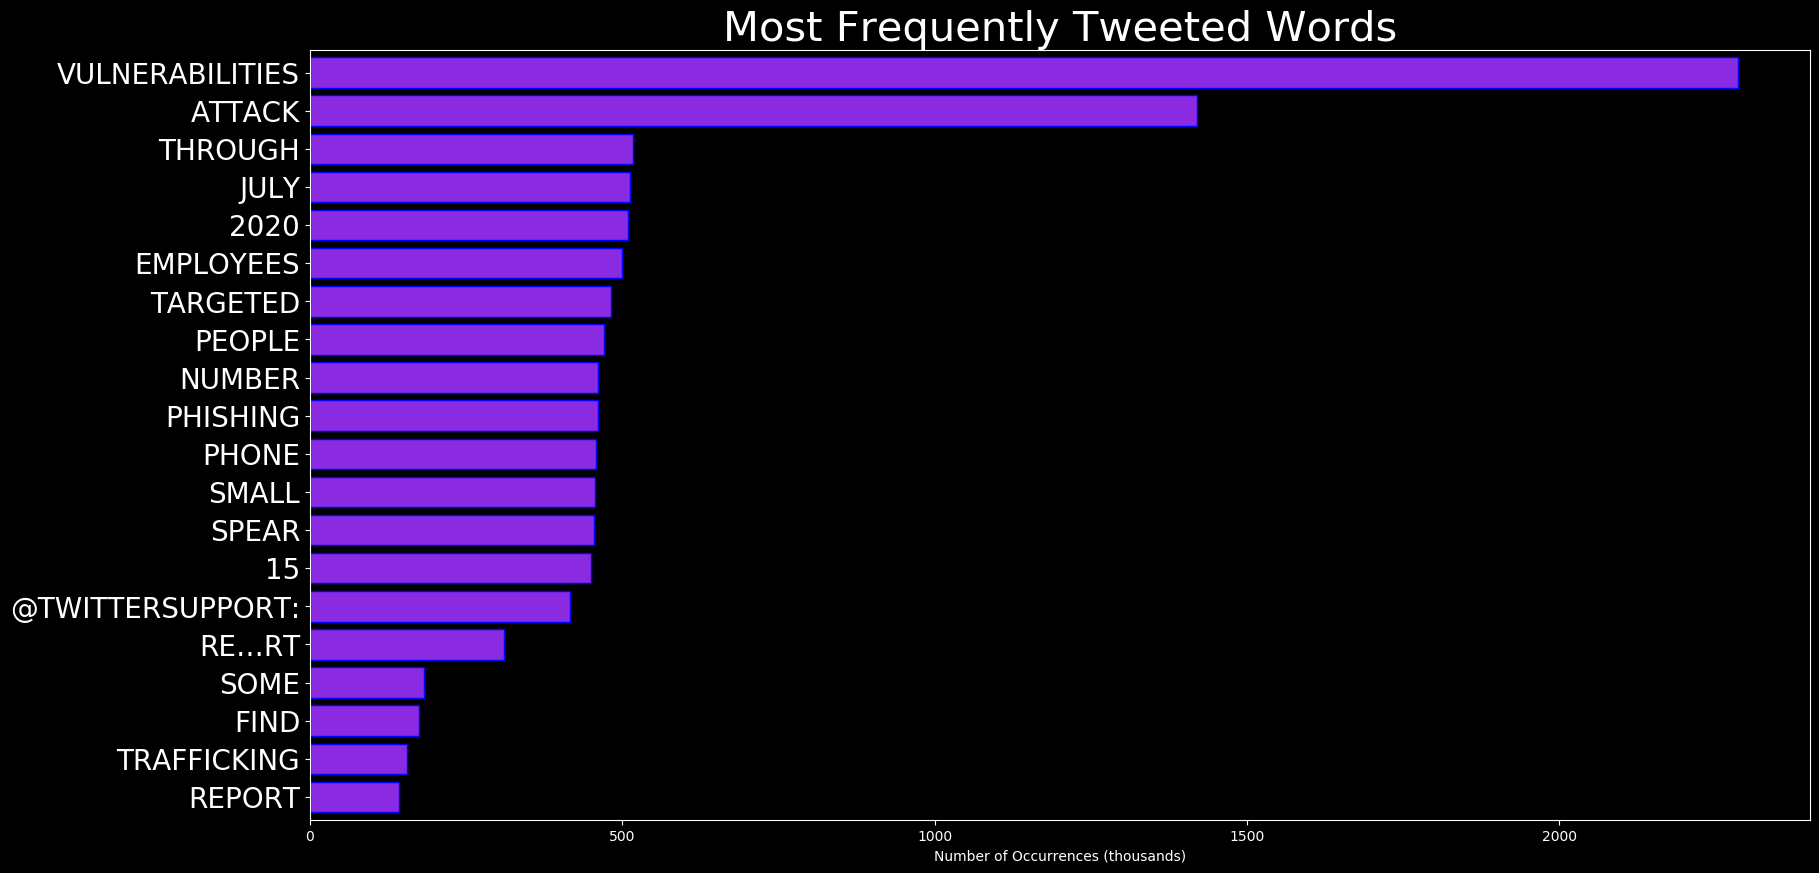 Most Frequently Tweeted Words
VULNERABILITIES
ATTACK
THROUGH
JULY
2020
EMPLOYEES
TARGETED
PEOPLE
NUMBER
PHISHING
PHONE
SMALL
SPEAR
15
@TWITTERSUPPORT:
RE…RT
SOME
FIND
TRAFFICKING
REPORT
0 500 1000 1500 2000
Number of Occurrences (thousands)